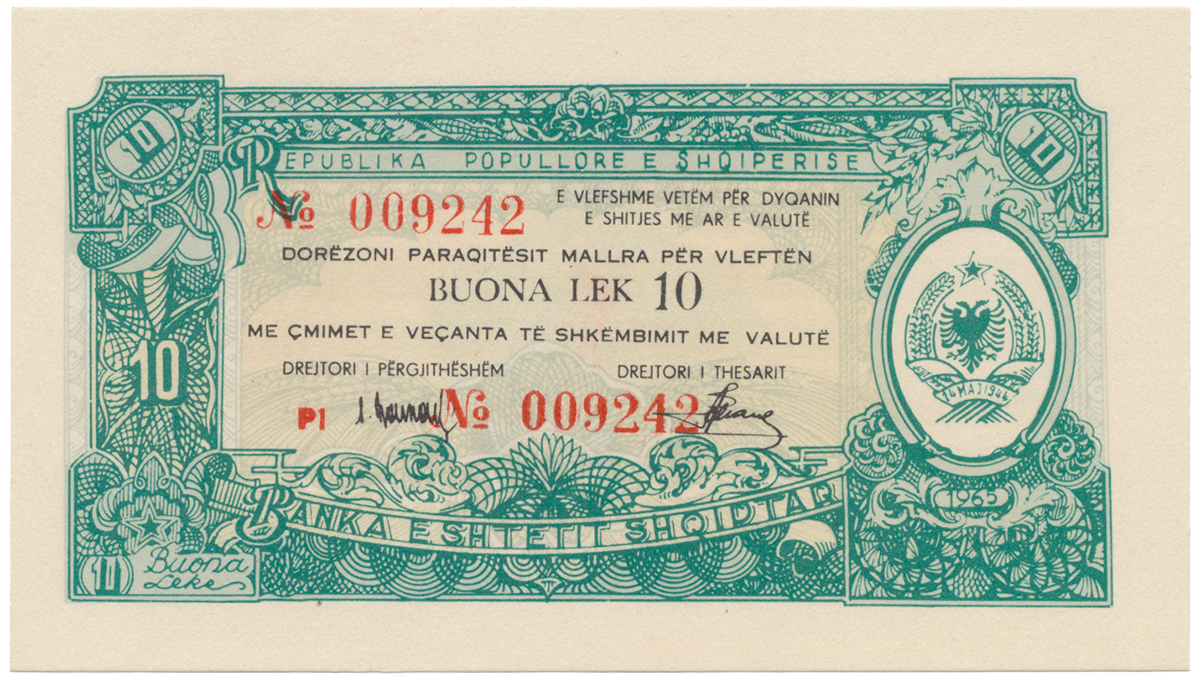 10
10
REPUBLIKA POPULLORE E SHQIPERISE
№ 009242
E VLEFSHME VETËM PËR DYQANIN
E SHITJES ME AR E VALUTË
DORËZONI PARAQITËSIT MALLRA PËR VLEFTËN
BUONA LEK 10
ME ÇMIMET E VEÇANTA TË SHKËMBIMIT ME VALUTË
10
DREJTORI I PËRGJITHËSHËM
DREJTORI I THESARIT
24 MAJ 1944
P1
№ 009242
1965
BANKA E SHTETIT SHQIPTAR
10
Buona
Leke